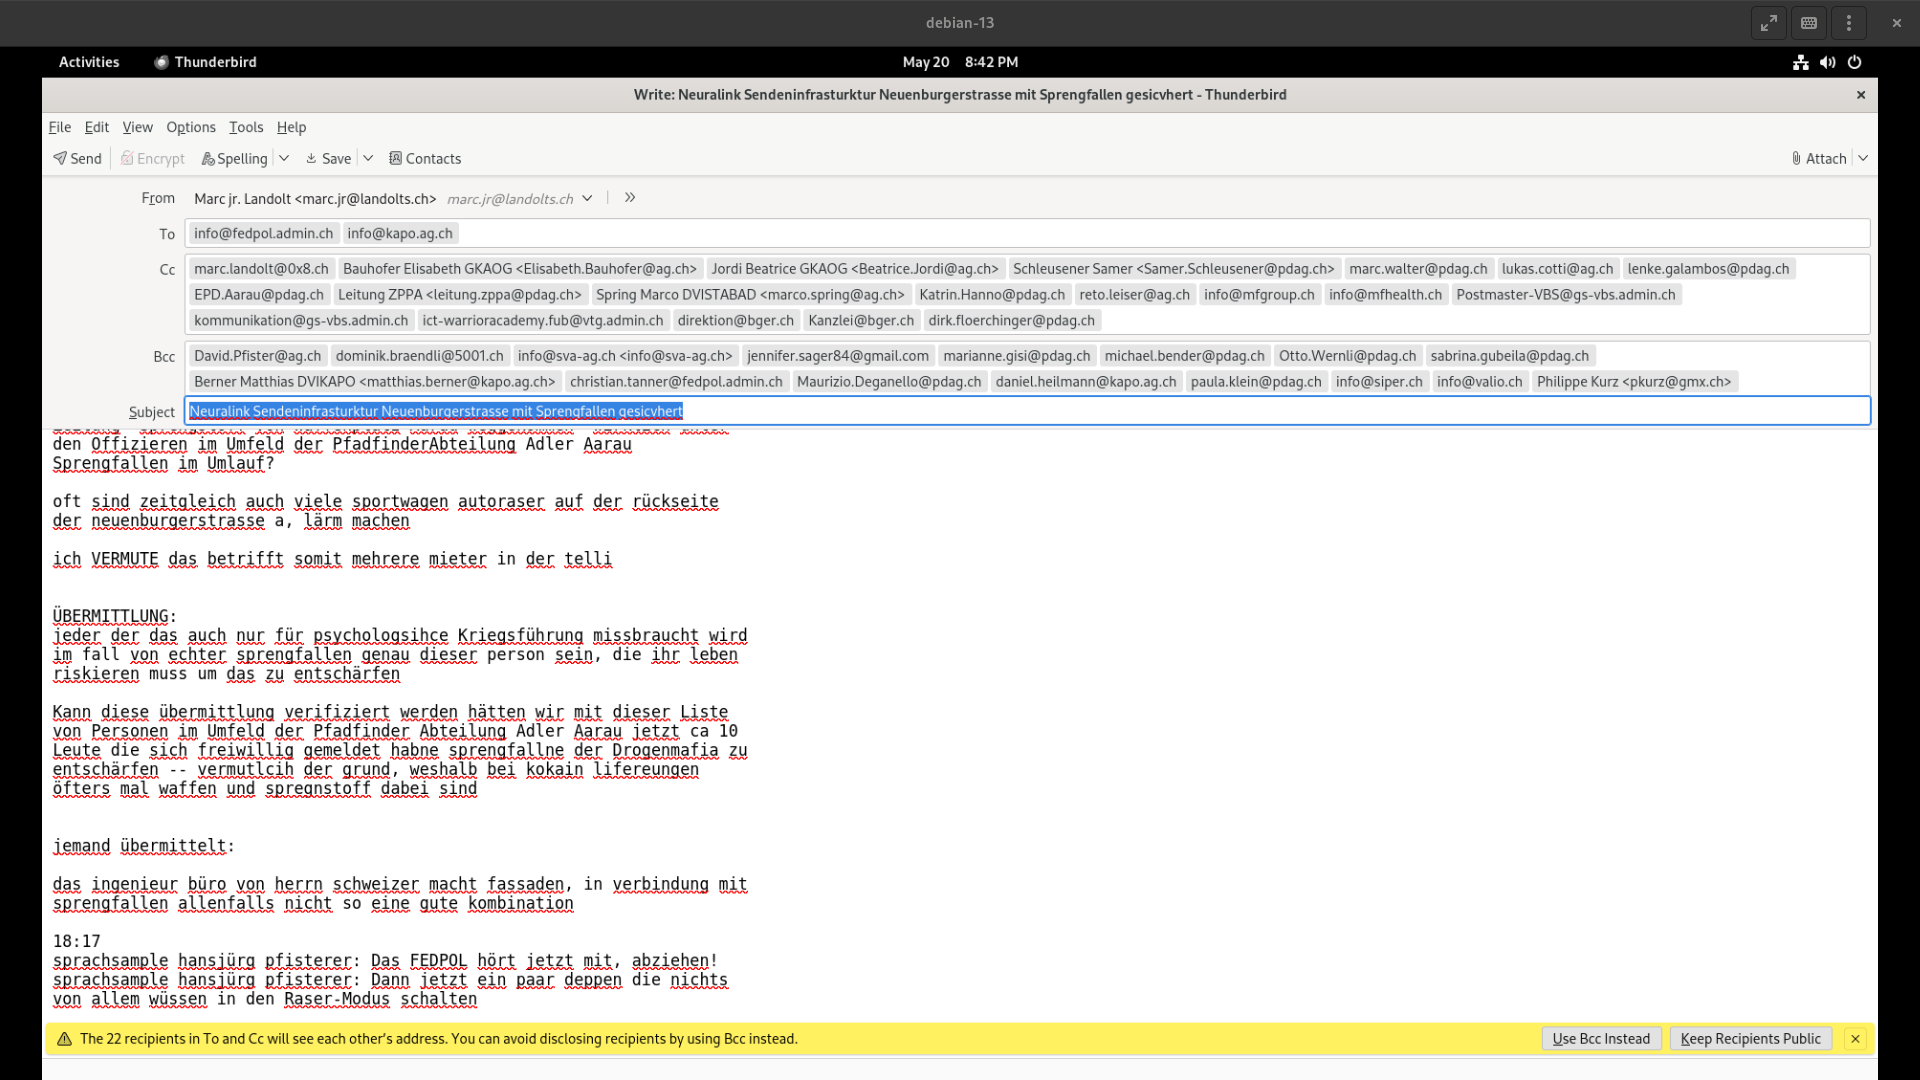 debian-13
Activities Thunderbird May 20 8:42 PM
Write: Neuralink Sendeninfrasturktur Neuenburgerstrasse mit Sprengfallen gesicvhert - Thunderbird
File Edit View Options Tools Help
Send Encrypt Spelling Save Contacts Attach
From Marc jr. Landolt <marc.jr@landolts.ch> marc.jr@landolts.ch
To info@fedpol.admin.ch info@kapo.ag.ch
Cc marc.landolt@0x8.ch Bauhofer Elisabeth GKAOG <Elisabeth.Bauhofer@ag.ch> Jordi Beatrice GKAOG <Beatrice.Jordi@ag.ch> Schleusener Samer <Samer.Schleusener@pdag.ch> marc.walter@pdag.ch lukas.cotti@ag.ch lenke.galambos@pdag.ch
EPD.Aarau@pdag.ch Leitung ZPPA <leitung.zppa@pdag.ch> Spring Marco DVISTABAD <marco.spring@ag.ch> Katrin.Hanno@pdag.ch reto.leiser@ag.ch info@mfgroup.ch info@mfhealth.ch Postmaster-VBS@gs-vbs.admin.ch
kommunikation@gs-vbs.admin.ch ict-warrioracademy.fub@vtg.admin.ch direktion@bger.ch Kanzlei@bger.ch dirk.floerchinger@pdag.ch
Bcc David.Pfister@ag.ch dominik.braendli@5001.ch info@sva-ag.ch <info@sva-ag.ch> jennifer.sager84@gmail.com marianne.gisi@pdag.ch michael.bender@pdag.ch Otto.Wernli@pdag.ch sabrina.gubeila@pdag.ch
Berner Matthias DVIKAPO <matthias.berner@kapo.ag.ch> christian.tanner@fedpol.admin.ch Maurizio.Deganello@pdag.ch daniel.heilmann@kapo.ag.ch paula.klein@pdag.ch info@siper.ch info@valio.ch Philippe Kurz <pkurz@gmx.ch>
Subject Neuralink Sendeninfrasturktur Neuenburgerstrasse mit Sprengfallen gesicvhert
den Offizieren im Umfeld der PfadfinderAbteilung Adler Aarau
Sprengfallen im Umlauf?
oft sind zeitgleich auch viele sportwagen autoraser auf der rückseite
der neuenburgerstrasse a, lärm machen
ich VERMUTE das betrifft somit mehrere mieter in der telli
ÜBERMITTLUNG:
jeder der das auch nur für psychologsihce Kriegsführung missbraucht wird
im fall von echter sprengfallen genau dieser person sein, die ihr leben
riskieren muss um das zu entschärfen
Kann diese übermittlung verifiziert werden hätten wir mit dieser Liste
von Personen im Umfeld der Pfadfinder Abteilung Adler Aarau jetzt ca 10
Leute die sich freiwillig gemeldet habne sprengfallne der Drogenmafia zu
entschärfen -- vermutlcih der grund, weshalb bei kokain lifereungen
öfters mal waffen und spregnstoff dabei sind
jemand übermittelt:
das ingenieur büro von herrn schweizer macht fassaden, in verbindung mit
sprengfallen allenfalls nicht so eine gute kombination
18:17
sprachsample hansjürg pfisterer: Das FEDPOL hört jetzt mit, abziehen!
sprachsample hansjürg pfisterer: Dann jetzt ein paar deppen die nichts
von allem wüssen in den Raser-Modus schalten
The 22 recipients in To and Cc will see each other's address. You can avoid disclosing recipients by using Bcc instead. Use Bcc Instead Keep Recipients Public